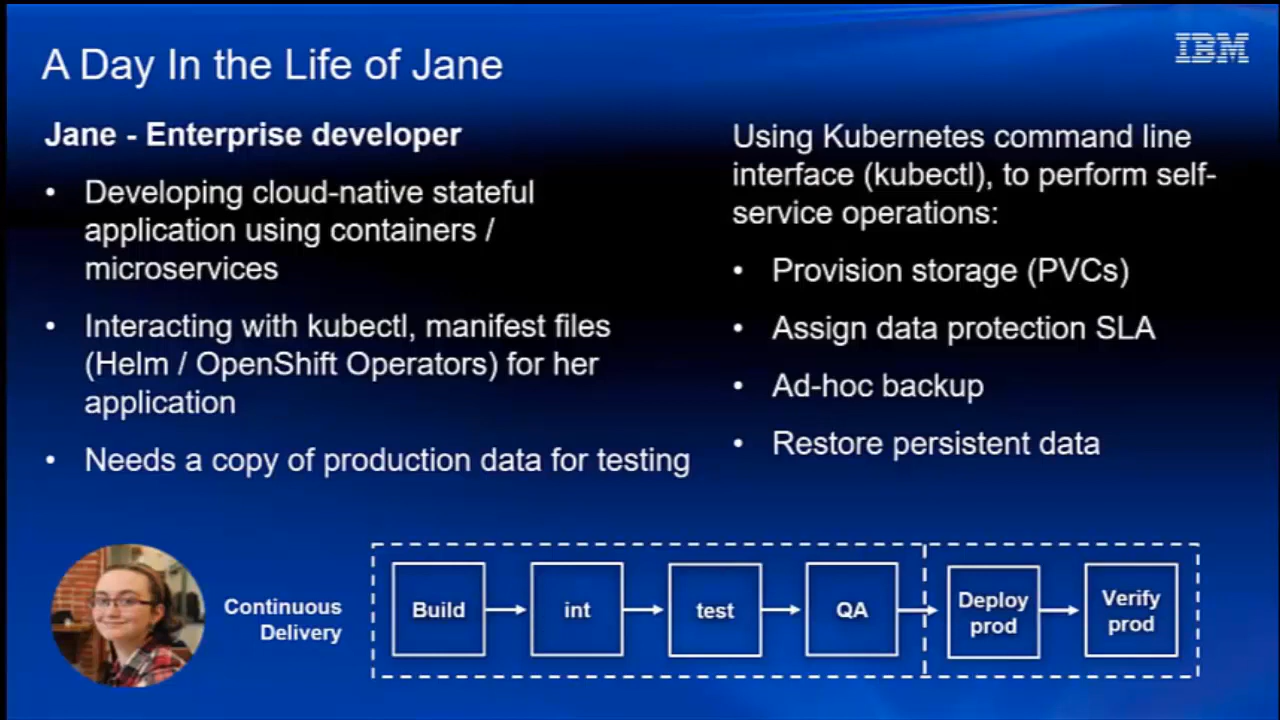 A Day In the Life of Jane
IBM
Jane - Enterprise developer
• Developing cloud-native stateful
application using containers /
microservices
• Interacting with kubectl, manifest files
(Helm / OpenShift Operators) for her
application
• Needs a copy of production data for testing
Using Kubernetes command line
interface (kubectl), to perform self-
service operations:
• Provision storage (PVCs)
• Assign data protection SLA
• Ad-hoc backup
• Restore persistent data
Continuous
Delivery
Build
int
test
QA
Deploy
prod
Verify
prod